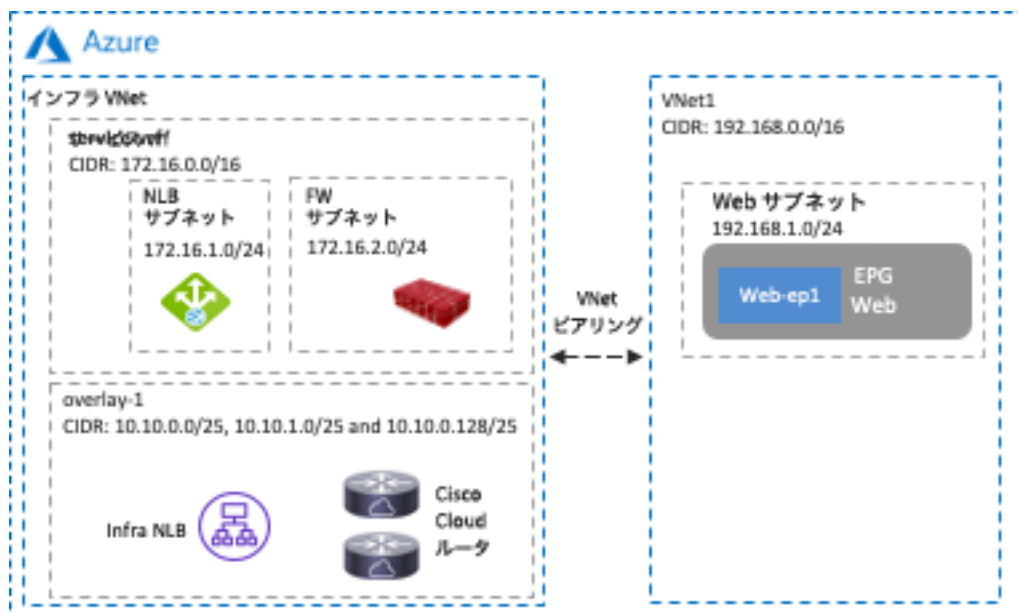 Azure
インフラ VNet
CIDR: 172.16.0.0/16
NLB
サブネット
172.16.1.0/24
FW
サブネット
172.16.2.0/24
overlay-1
CIDR: 10.10.0.0/25, 10.10.1.0/25 and 10.10.0.128/25
Infra NLB
Cisco
Cloud
ルータ
VNet
ピアリング
VNet1
CIDR: 192.168.0.0/16
Web サブネット
192.168.1.0/24
Web-ep1
EPG
Web